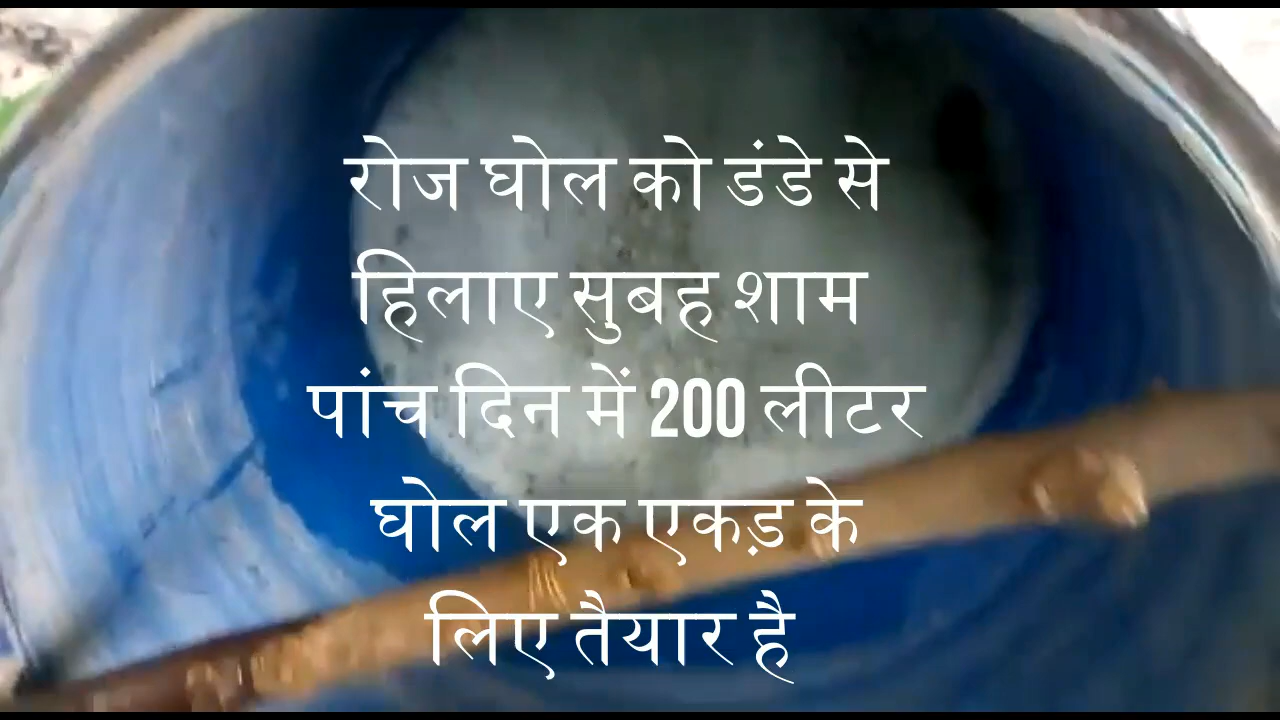 रोज घोल को डंडे से
हिलाए सुबह शाम
पांच दिन में 200 लीटर
घोल एक एकड़ के
लिए तैयार है